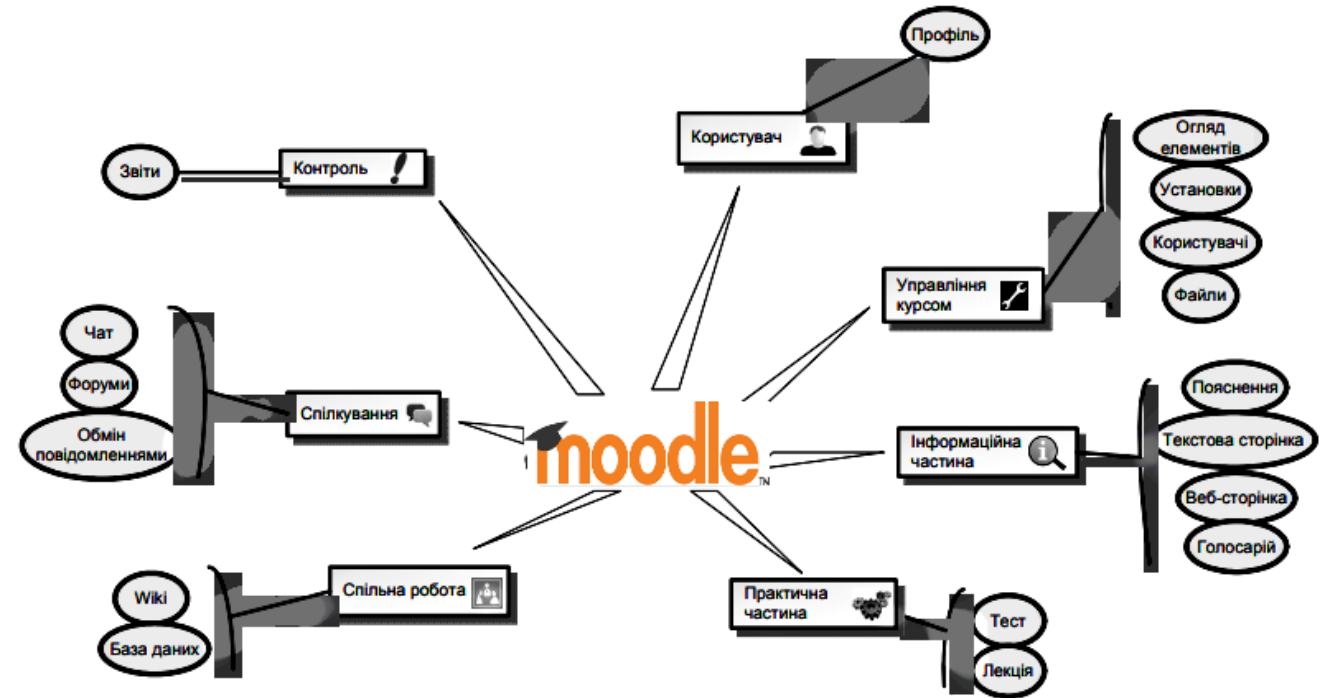 Профіль
Користувач
Огляд
елементів
Установки
Користувачі
Файли
Управління
курсом
Звіти
Контроль
Чат
Форуми
Обмін
повідомленнями
Спілкування
moodle
TM
Пояснення
Текстова сторінка
Веб-сторінка
Голосарій
Інформаційна
частина
Wiki
База даних
Спільна робота
Практична
частина
Тест
Лекція